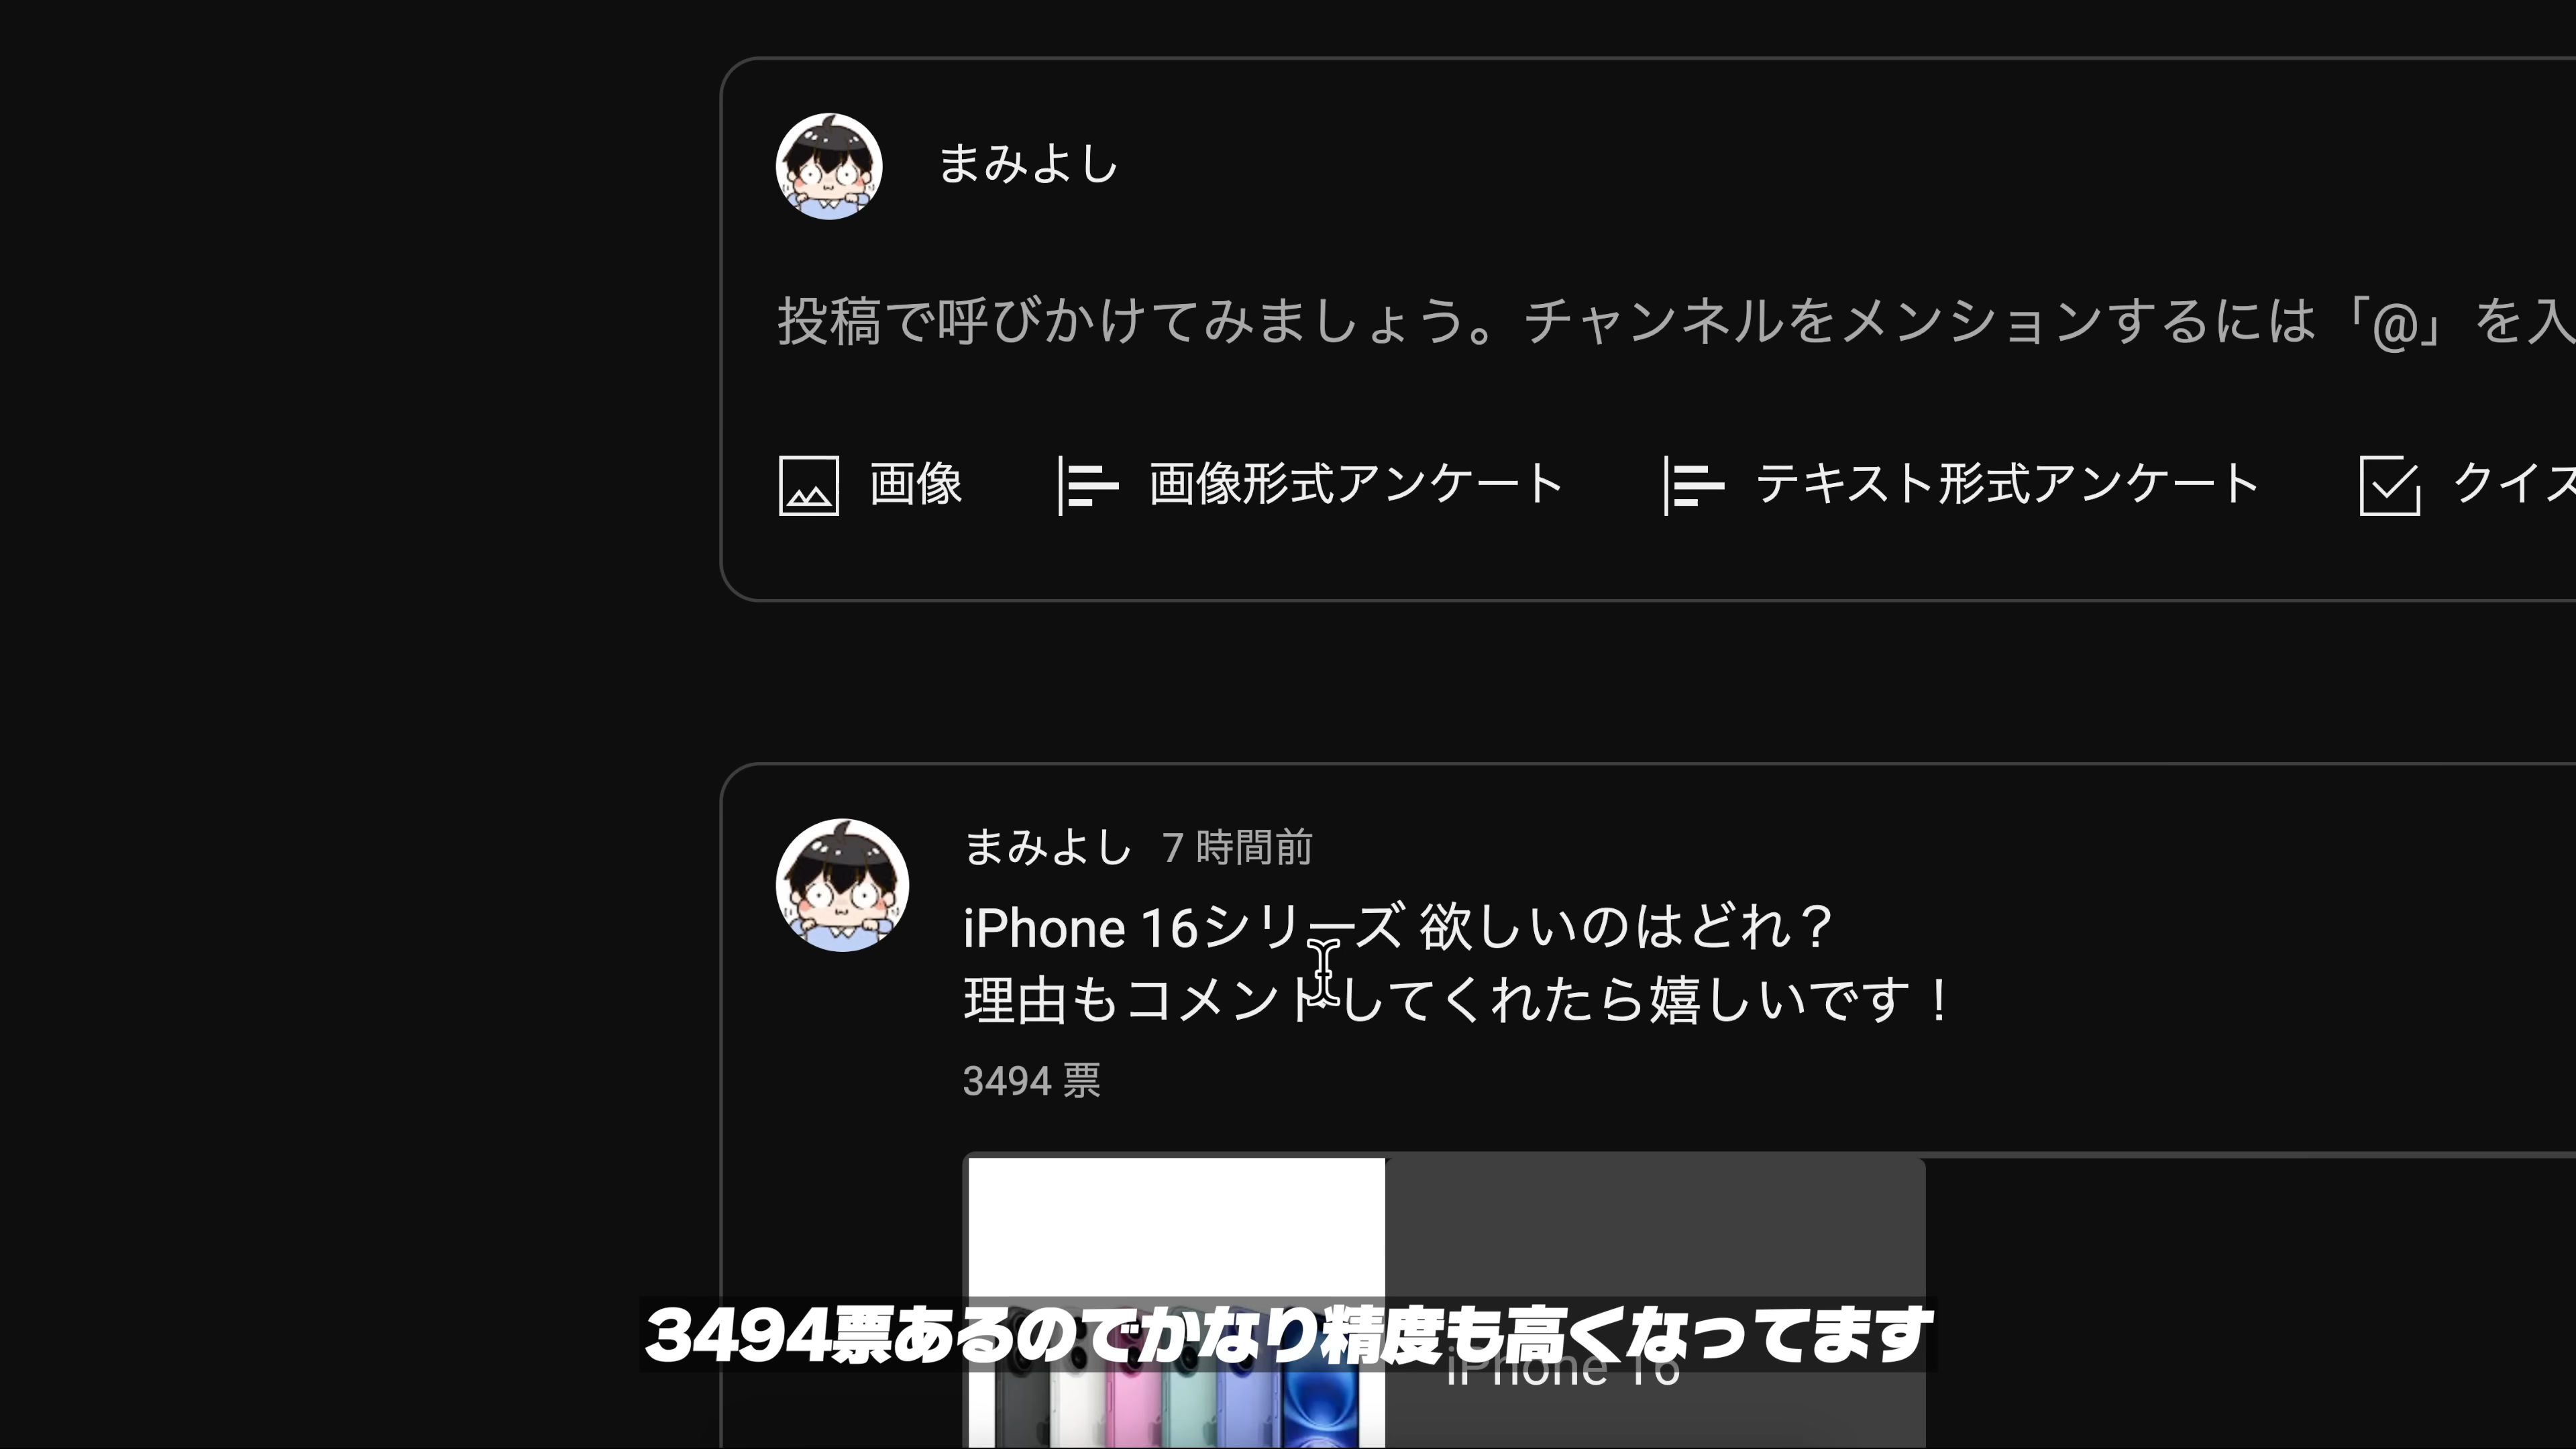 まみよし
投稿で呼びかけてみましょう。チャンネルをメンションするには「@」を入
画像 画像形式アンケート テキスト形式アンケート クイズ
まみよし 7 時間前
iPhone 16シリーズ 欲しいのはどれ？
理由もコメントしてくれたら嬉しいです！
3494 票
3494票あるのでかなり精度も高くなってます
iPhone 16